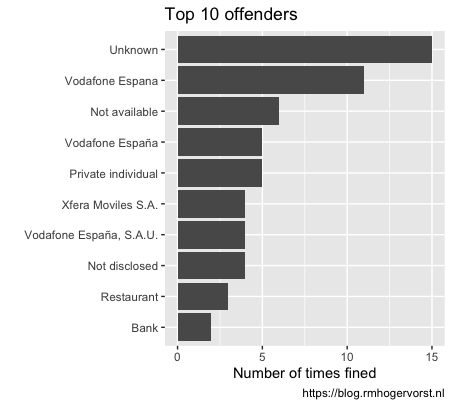 Top 10 offenders
Unknown
Vodafone Espana
Not available
Vodafone España
Private individual
Xfera Moviles S.A.
Vodafone España, S.A.U.
Not disclosed
Restaurant
Bank
0 5 10 15
Number of times fined
https://blog.rmhogervorst.nl